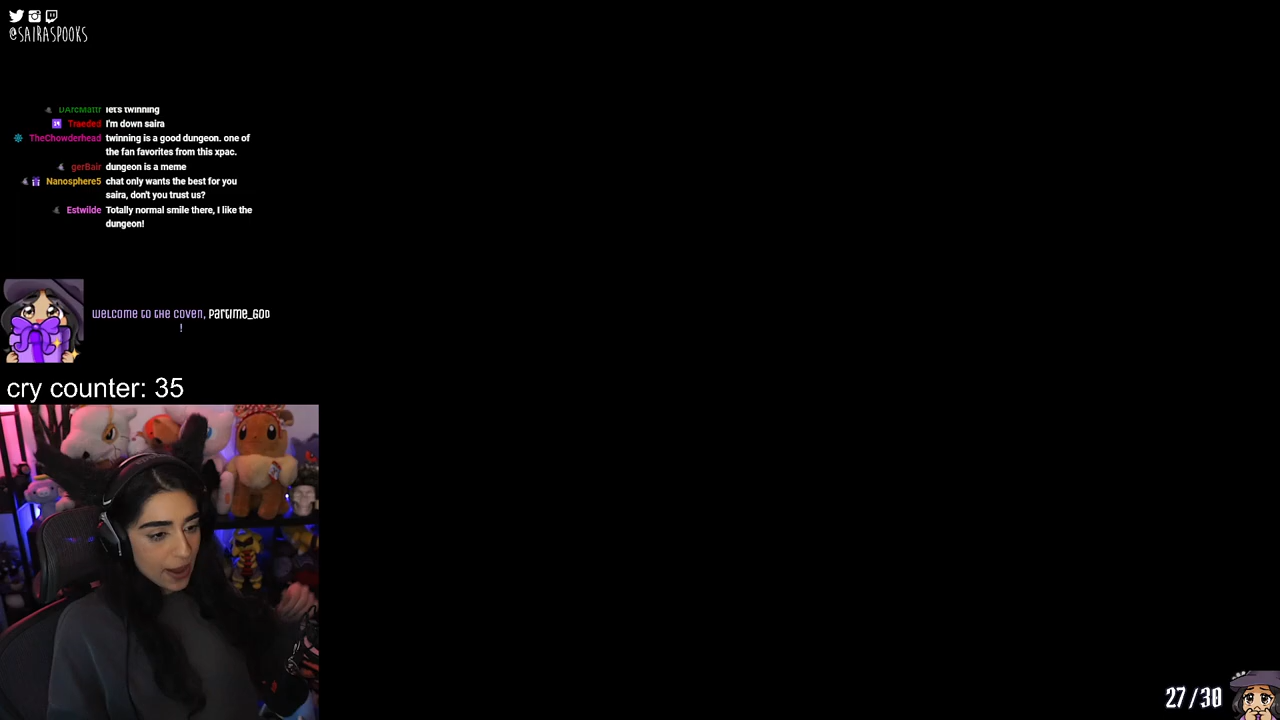 @SAIRASPOOKS
DArcMattr let's twinning
Traeded I'm down saira
TheChowderhead twinning is a good dungeon. one of
the fan favorites from this xpac.
gerBair dungeon is a meme
Nanosphere5 chat only wants the best for you
saira, don't you trust us?
Estwilde Totally normal smile there, I like the
dungeon!
welcome to the coven, Partime_God
!
cry counter: 35
27/30